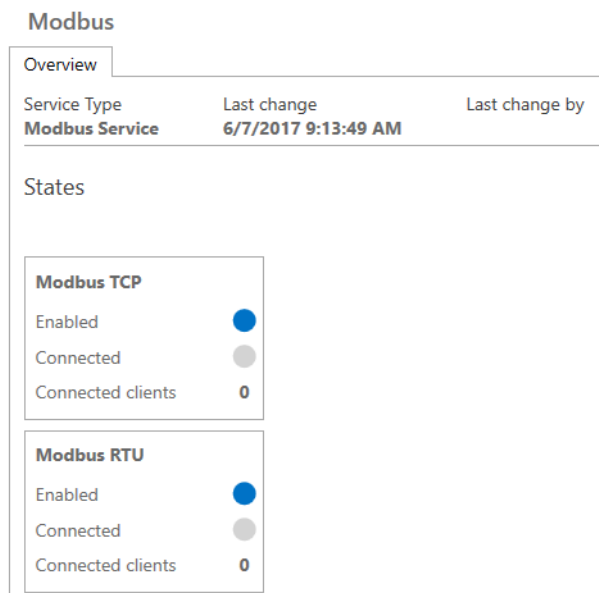 Modbus
Overview
Service Type Last change Last change by
Modbus Service 6/7/2017 9:13:49 AM
States
Modbus TCP
Enabled
Connected
Connected clients 0
Modbus RTU
Enabled
Connected
Connected clients 0